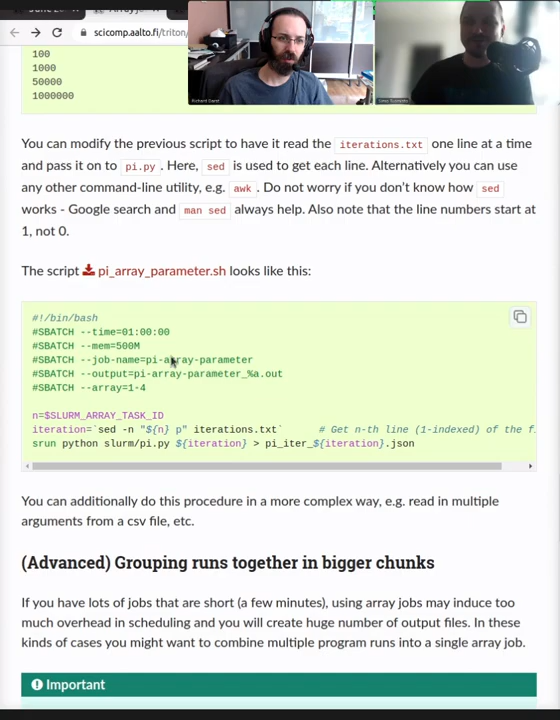 scicomp.aalto.fi/triton/
Richard Darst
100
1000
50000
1000000
You can modify the previous script to have it read the iterations.txt one line at a time
and pass it on to pi.py . Here, sed is used to get each line. Alternatively you can use
any other command-line utility, e.g. awk . Do not worry if you don’t know how sed
works - Google search and man sed always help. Also note that the line numbers start at
1, not 0.
The script pi_array_parameter.sh looks like this:
#!/bin/bash
#SBATCH --time=01:00:00
#SBATCH --mem=500M
#SBATCH --job-name=pi-array-parameter
#SBATCH --output=pi-array-parameter_%a.out
#SBATCH --array=1-4
n=$SLURM_ARRAY_TASK_ID
iteration=`sed -n "${n} p" iterations.txt` # Get n-th line (1-indexed) of the f
srun python slurm/pi.py ${iteration} > pi_iter_${iteration}.json
You can additionally do this procedure in a more complex way, e.g. read in multiple
arguments from a csv file, etc.
(Advanced) Grouping runs together in bigger chunks
If you have lots of jobs that are short (a few minutes), using array jobs may induce too
much overhead in scheduling and you will create huge number of output files. In these
kinds of cases you might want to combine multiple program runs into a single array job.
Important